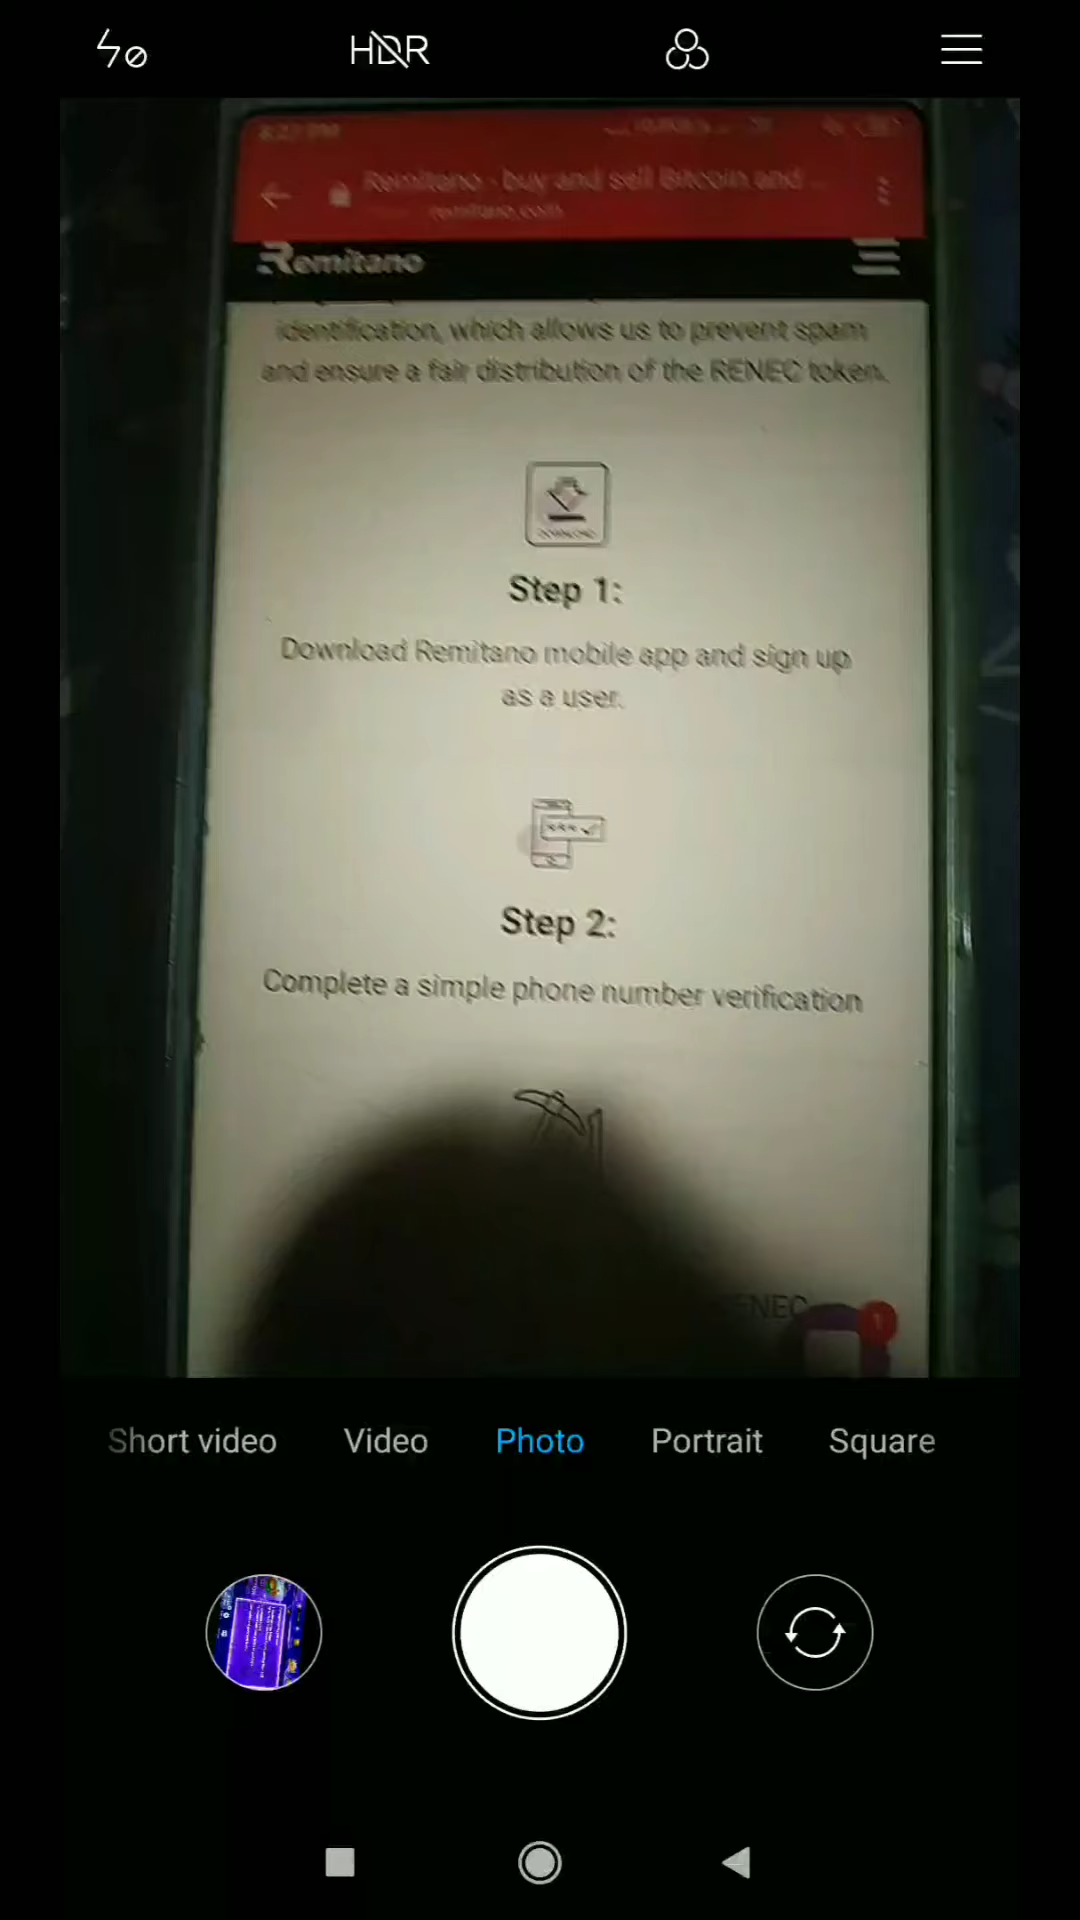 HDR
Remitano - buy and sell Bitcoin and ...
remitano.com
Remitano
identification, which allows us to prevent spam
and ensure a fair distribution of the RENEC token.
DOWNLOAD
Step 1:
Download Remitano mobile app and sign up
as a user.
Step 2:
Complete a simple phone number verification
1
Short video Video Photo Portrait Square